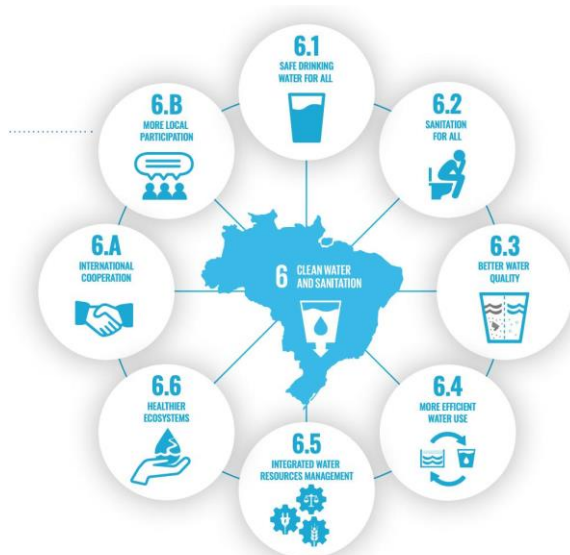 6.1
SAFE DRINKING
WATER FOR ALL
6.2
SANITATION
FOR ALL
6.3
BETTER WATER
QUALITY
6.4
MORE EFFICIENT
WATER USE
6.5
INTEGRATED WATER
RESOURCES MANAGEMENT
6.6
HEALTHIER
ECOSYSTEMS
6.A
INTERNATIONAL
COOPERATION
6.B
MORE LOCAL
PARTICIPATION
6 CLEAN WATER
AND SANITATION